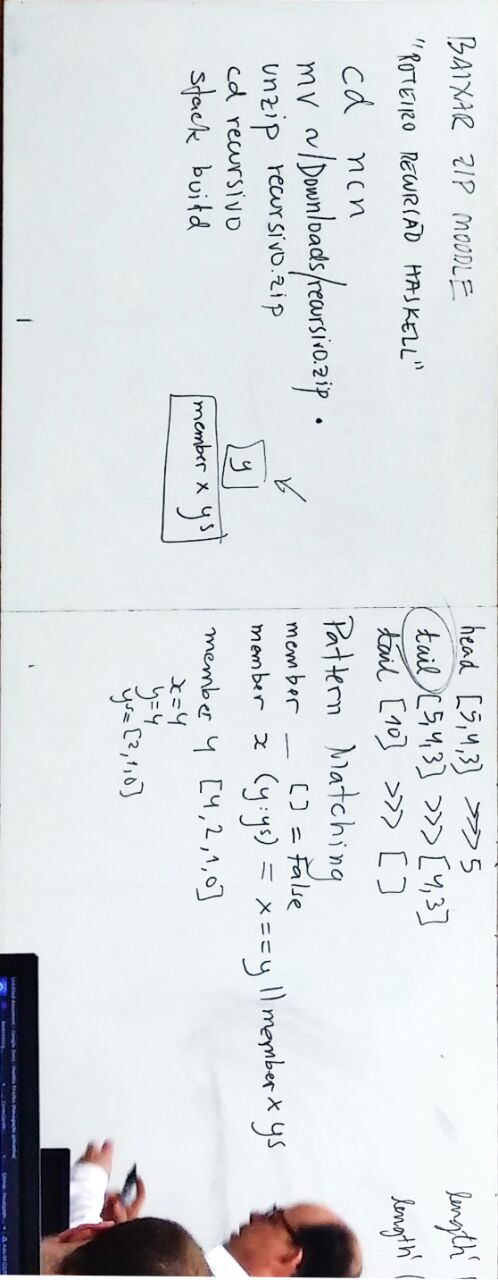 BAIXAR ZIP MOODLE
"ROTEIRO RECURSAO HASKELL"
cd ncn
mv ~/Downloads/recursivo.zip .
unzip recursivo.zip
cd recursivo
stack build
y
member x ys
head [5,4,3] >>> 5
tail [5,4,3] >>> [4,3]
tail [10] >>> [ ]
Pattern Matching
member _ [] = False
member x (y:ys) = x == y || member x ys
member 4 [4,2,1,0]
x=4
y=4
ys=[2,1,0]
length'
length'